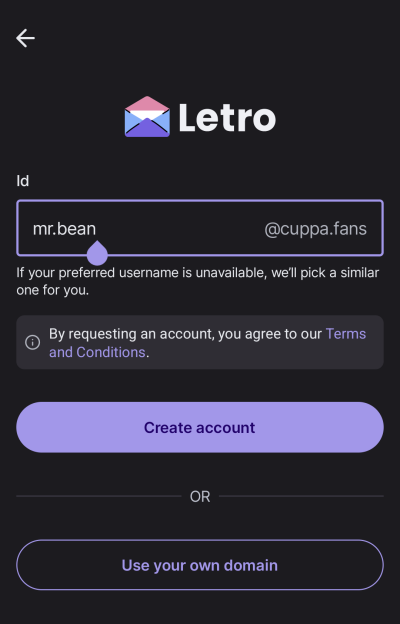 Letro
Id
mr.bean @cuppa.fans
If your preferred username is unavailable, we’ll pick a similar
one for you.
By requesting an account, you agree to our Terms
and Conditions.
Create account
OR
Use your own domain